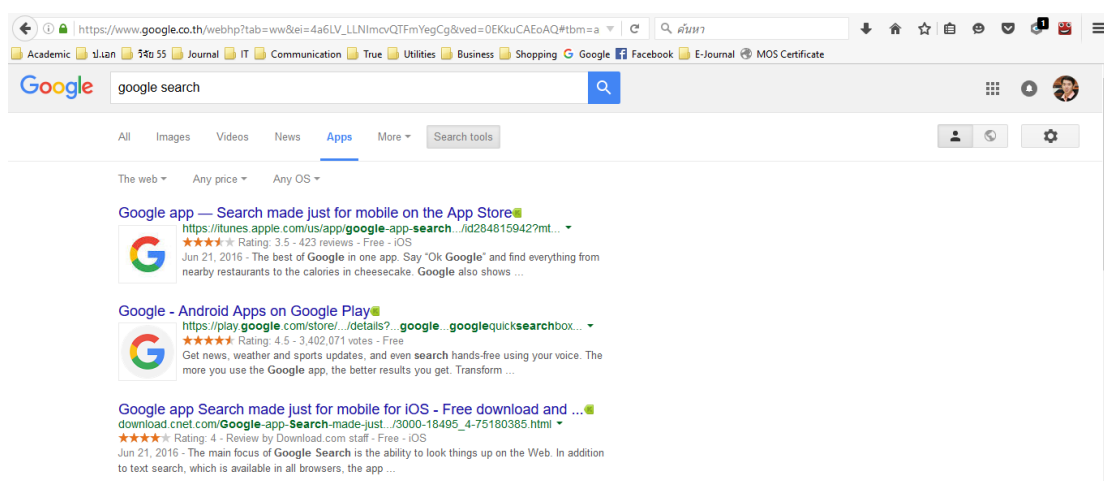 https://www.google.co.th/webhp?tab=ww&ei=4a6LV_LLNImcvQTFmYegCg&ved=0EKkuCAEoAQ#tbm=a
ค้นหา
1
Academic ป.เอก วิจัย 55 Journal IT Communication True Utilities Business Shopping Google Facebook E-Journal MOS Certificate
Google google search
All Images Videos News Apps More Search tools
The web Any price Any OS
Google app — Search made just for mobile on the App Store
https://itunes.apple.com/us/app/google-app-search.../id284815942?mt...
Rating: 3.5 - 423 reviews - Free - iOS
Jun 21, 2016 - The best of Google in one app. Say "Ok Google" and find everything from
nearby restaurants to the calories in cheesecake. Google also shows ...
Google - Android Apps on Google Play
https://play.google.com/store/.../details?...google...googlequicksearchbox...
Rating: 4.5 - 3,402,071 votes - Free
Get news, weather and sports updates, and even search hands-free using your voice. The
more you use the Google app, the better results you get. Transform ...
Google app Search made just for mobile for iOS - Free download and ...
download.cnet.com/Google-app-Search-made-just.../3000-18495_4-75180385.html
Rating: 4 - Review by Download.com staff - Free - iOS
Jun 21, 2016 - The main focus of Google Search is the ability to look things up on the Web. In addition
to text search, which is available in all browsers, the app ...